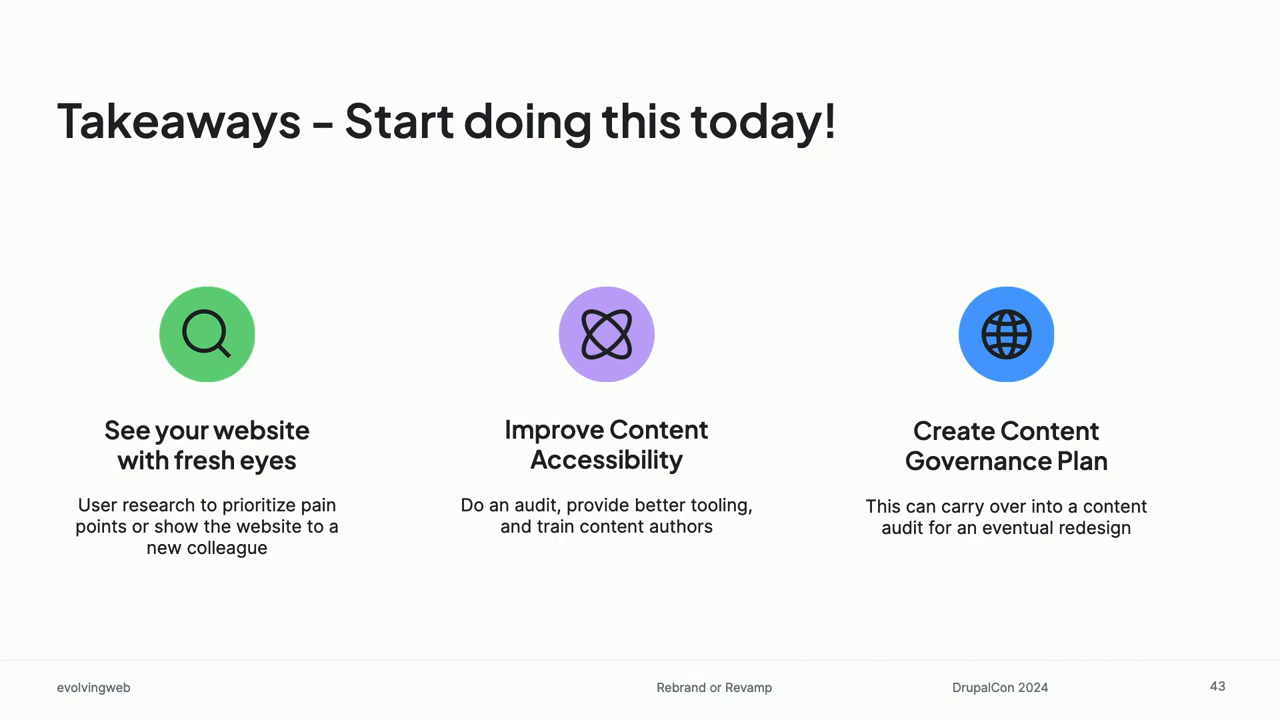 Takeaways – Start doing this today!
See your website
with fresh eyes
User research to prioritize pain
points or show the website to a
new colleague
Improve Content
Accessibility
Do an audit, provide better tooling,
and train content authors
Create Content
Governance Plan
This can carry over into a content
audit for an eventual redesign
evolvingweb
Rebrand or Revamp
DrupalCon 2024
43